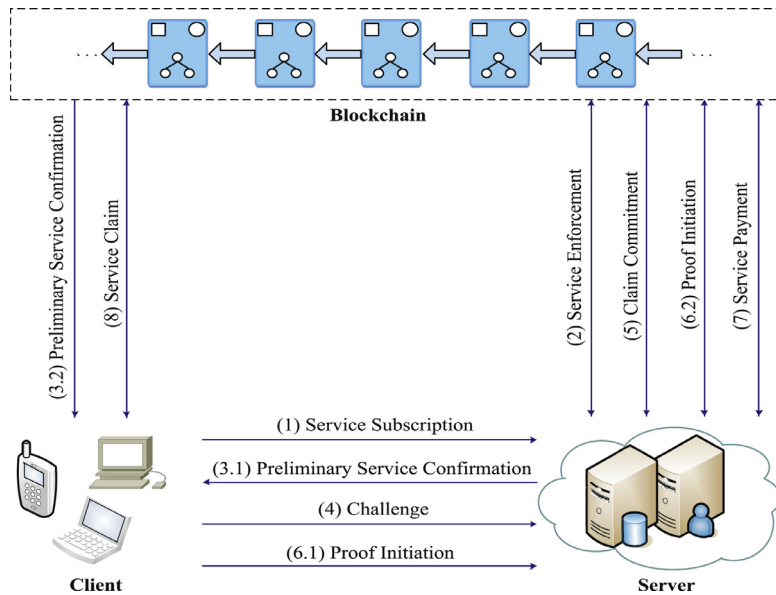 Blockchain
(3.2) Preliminary Service Confirmation
(8) Service Claim
(2) Service Enforcement
(5) Claim Commitment
(6.2) Proof Initiation
(7) Service Payment
(1) Service Subscription
(3.1) Preliminary Service Confirmation
(4) Challenge
(6.1) Proof Initiation
Client
Server